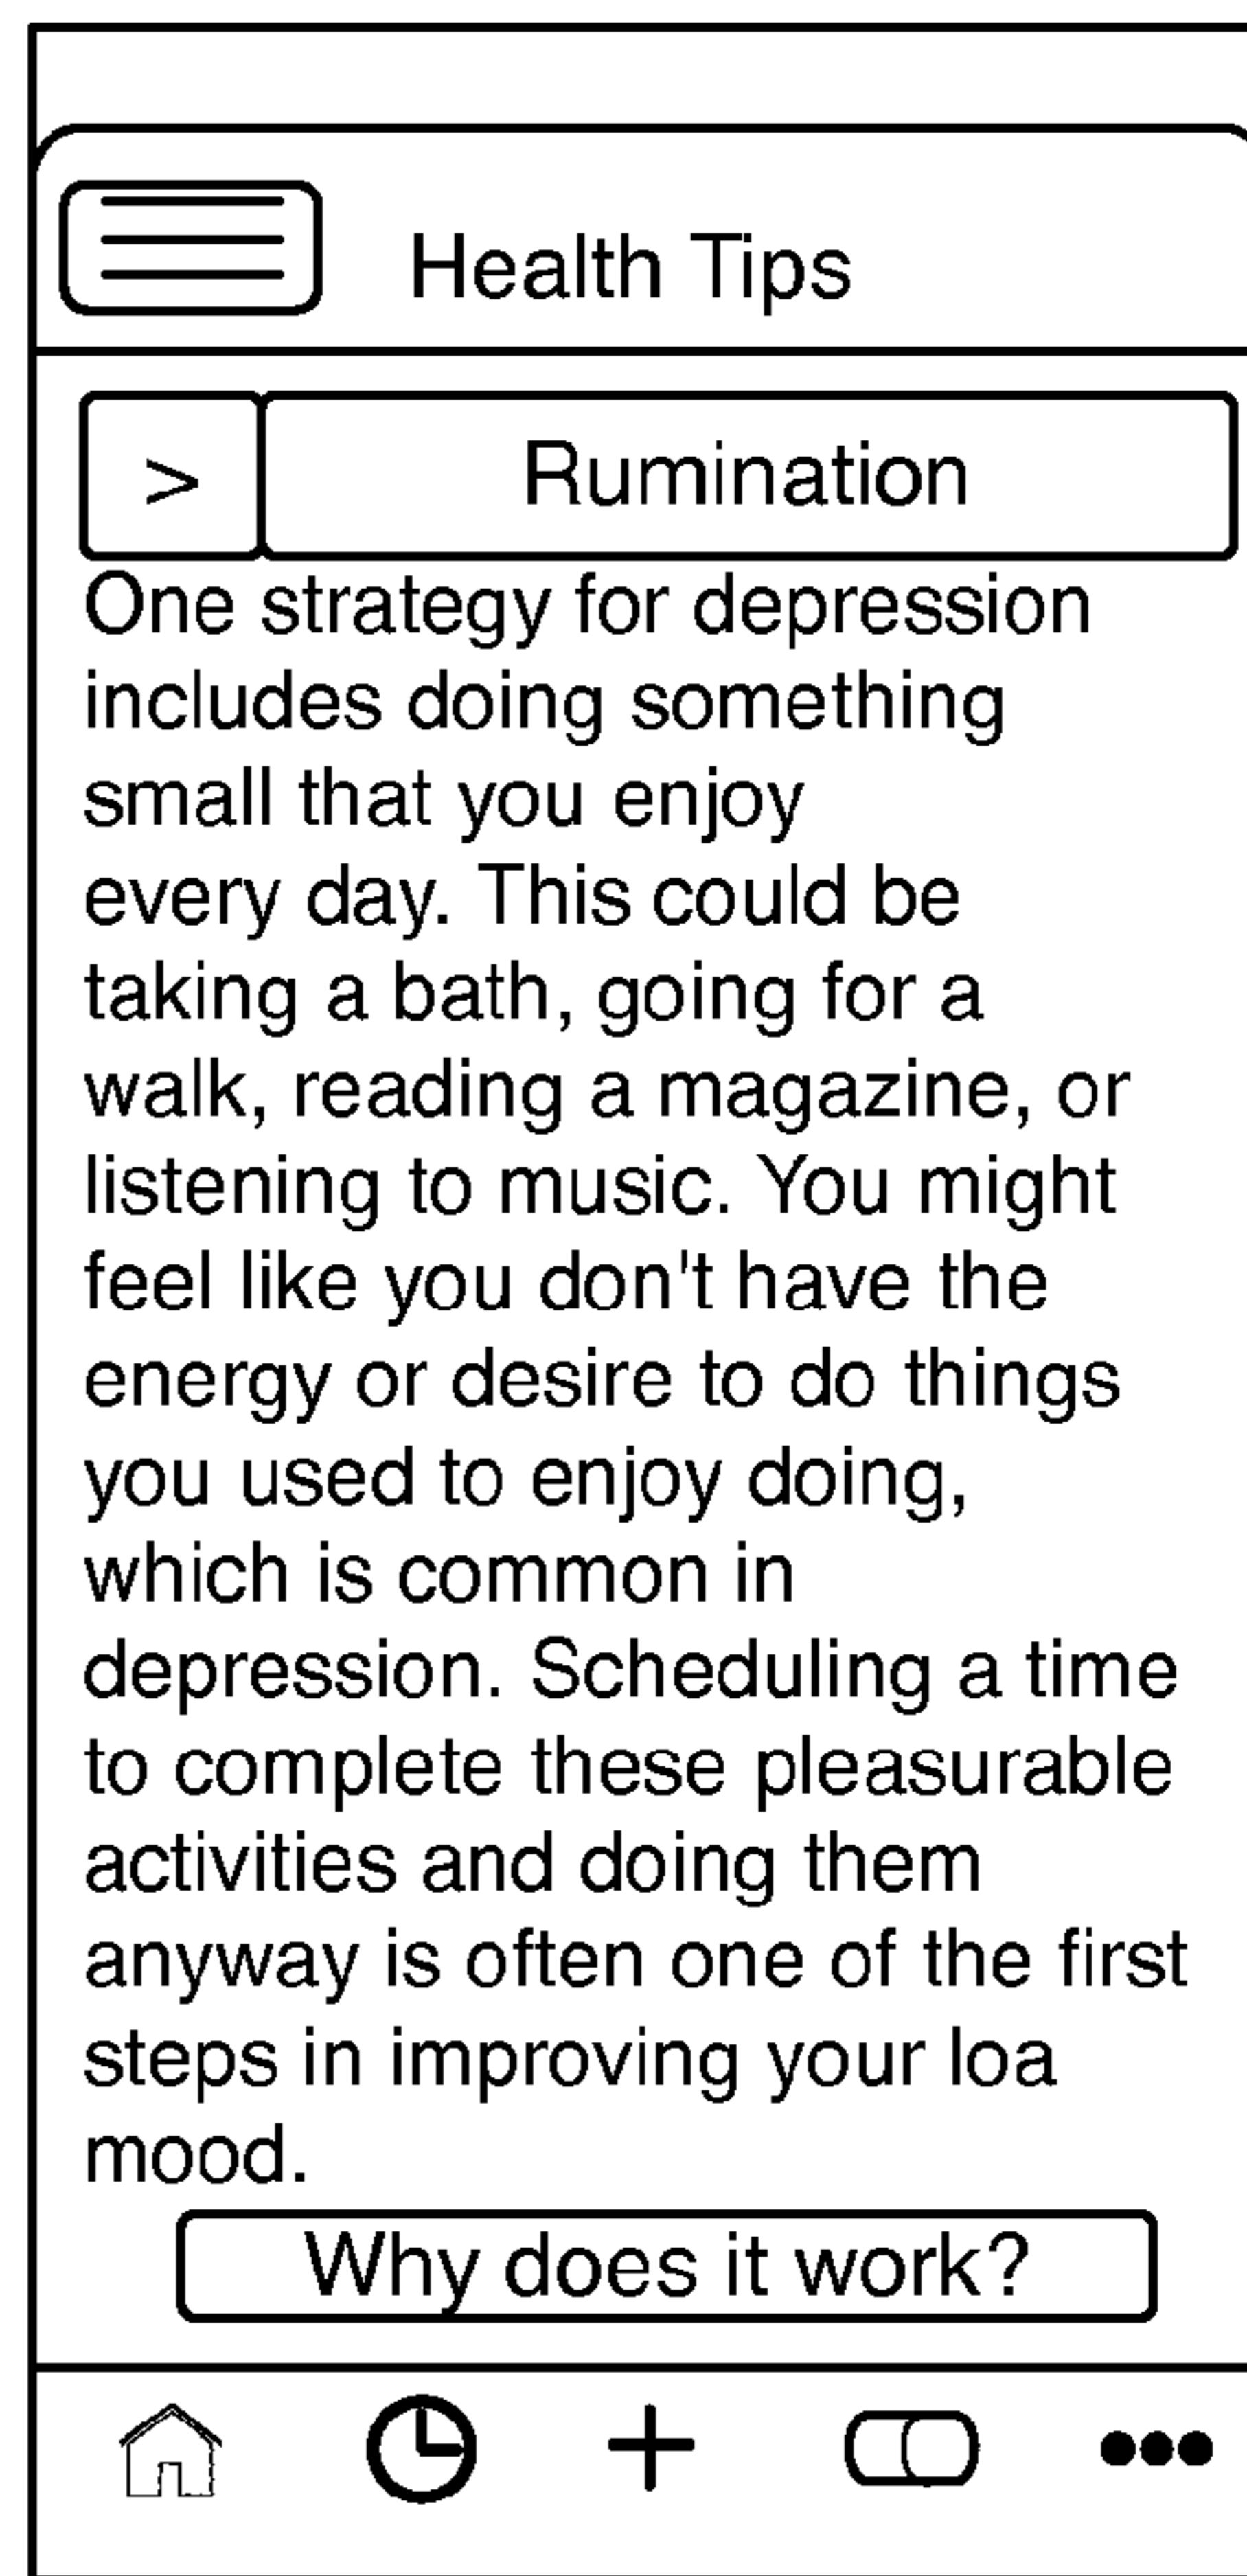 Health Tips
>
Rumination
One strategy for depression
includes doing something
small that you enjoy
every day. This could be
taking a bath, going for a
walk, reading a magazine, or
listening to music. You might
feel like you don't have the
energy or desire to do things
you used to enjoy doing,
which is common in
depression. Scheduling a time
to complete these pleasurable
activities and doing them
anyway is often one of the first
steps in improving your loa
mood.
Why does it work?